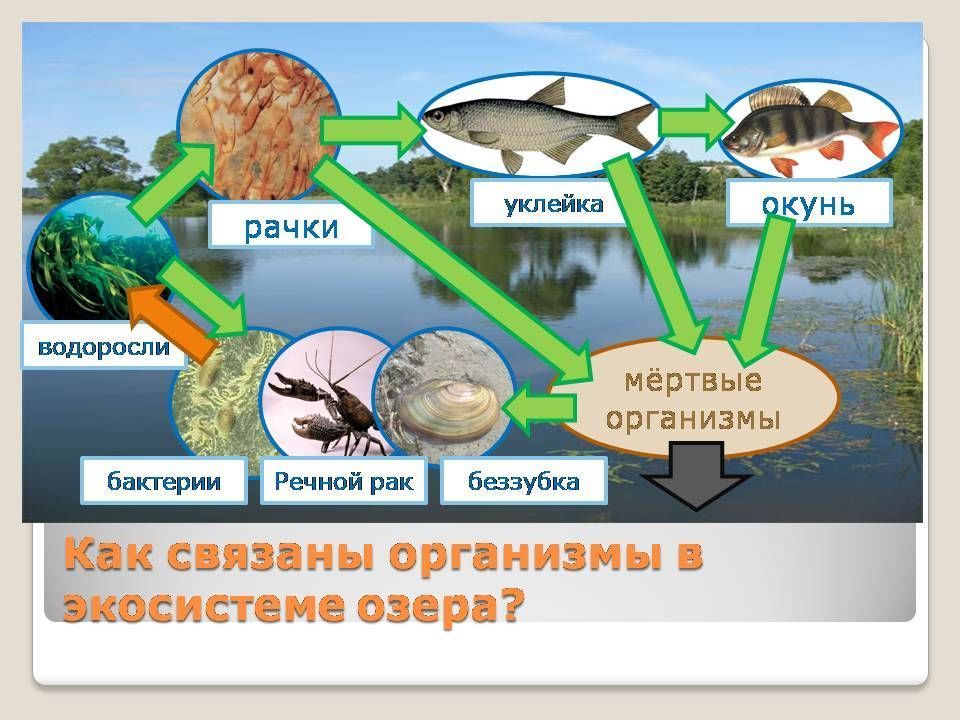 рачки
уклейка
окунь
водоросли
мёртвые
организмы
бактерии
Речной рак
беззубка
Как связаны организмы в
экосистеме озера?